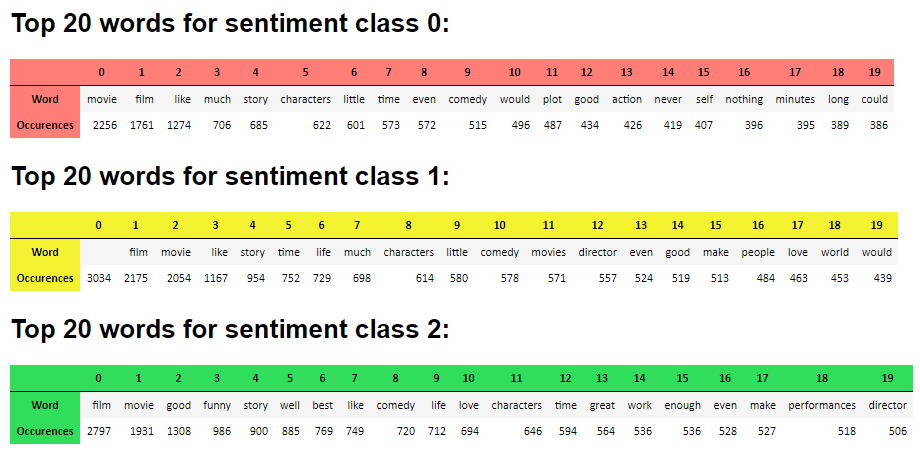 Top 20 words for sentiment class 0:
0 1 2 3 4 5 6 7 8 9 10 11 12 13 14 15 16 17 18 19
Word movie film like much story characters little time even comedy would plot good action never self nothing minutes long could
Occurences 2256 1761 1274 706 685 622 601 573 572 515 496 487 434 426 419 407 396 395 389 386
Top 20 words for sentiment class 1:
0 1 2 3 4 5 6 7 8 9 10 11 12 13 14 15 16 17 18 19
Word film movie like story time life much characters little comedy movies director even good make people love world would
Occurences 3034 2175 2054 1167 954 752 729 698 614 580 578 571 557 524 519 513 484 463 453 439
Top 20 words for sentiment class 2:
0 1 2 3 4 5 6 7 8 9 10 11 12 13 14 15 16 17 18 19
Word film movie good funny story well best like comedy life love characters time great work enough even make performances director
Occurences 2797 1931 1308 986 900 885 769 749 720 712 694 646 594 564 536 536 528 527 518 506